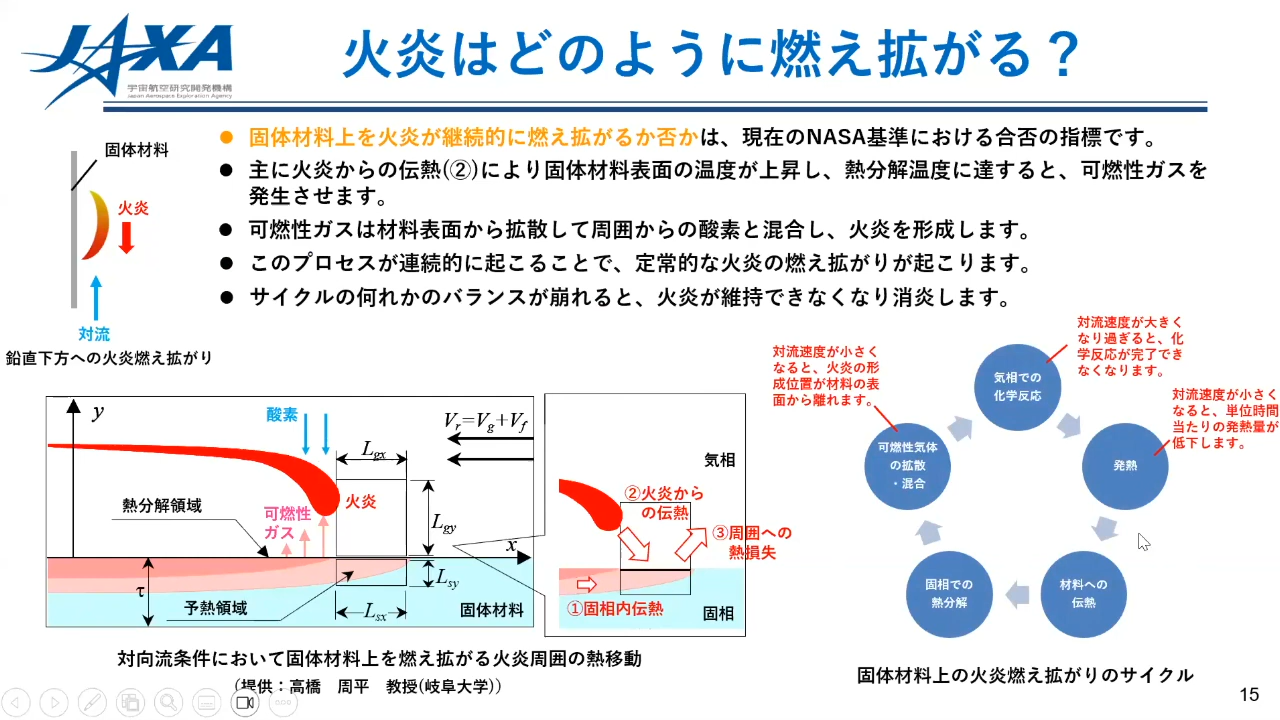 JAXA
宇宙航空研究開発機構
Japan Aerospace Exploration Agency
火炎はどのように燃え拡がる？
● 固体材料上を火炎が継続的に燃え拡がるか否かは、現在のNASA基準における合否の指標です。
● 主に火炎からの伝熱(②)により固体材料表面の温度が上昇し、熱分解温度に達すると、可燃性ガスを
発生させます。
● 可燃性ガスは材料表面から拡散して周囲からの酸素と混合し、火炎を形成します。
● このプロセスが連続的に起こることで、定常的な火炎の燃え拡がりが起こります。
● サイクルの何れかのバランスが崩れると、火炎が維持できなくなり消炎します。
固体材料
火炎
対流
鉛直下方への火炎燃え拡がり
y
酸素
Vr=Vg+Vf
Lgx
火炎
熱分解領域
可燃性
ガス
Lgy
x
τ
Lsy
予熱領域
Lsx
固体材料
気相
②火炎から
の伝熱
③周囲への
熱損失
①固相内伝熱
固相
対向流条件において固体材料上を燃え拡がる火炎周囲の熱移動
(提供：高橋　周平　教授(岐阜大学))
対流速度が小さく
なると、火炎の形
成位置が材料の表
面から離れます。
対流速度が大きく
なり過ぎると、化
学反応が完了でき
なくなります。
対流速度が小さく
なると、単位時間
当たりの発熱量が
低下します。
気相での
化学反応
発熱
材料への
伝熱
固相での
熱分解
可燃性気体
の拡散
・混合
固体材料上の火炎燃え拡がりのサイクル
15